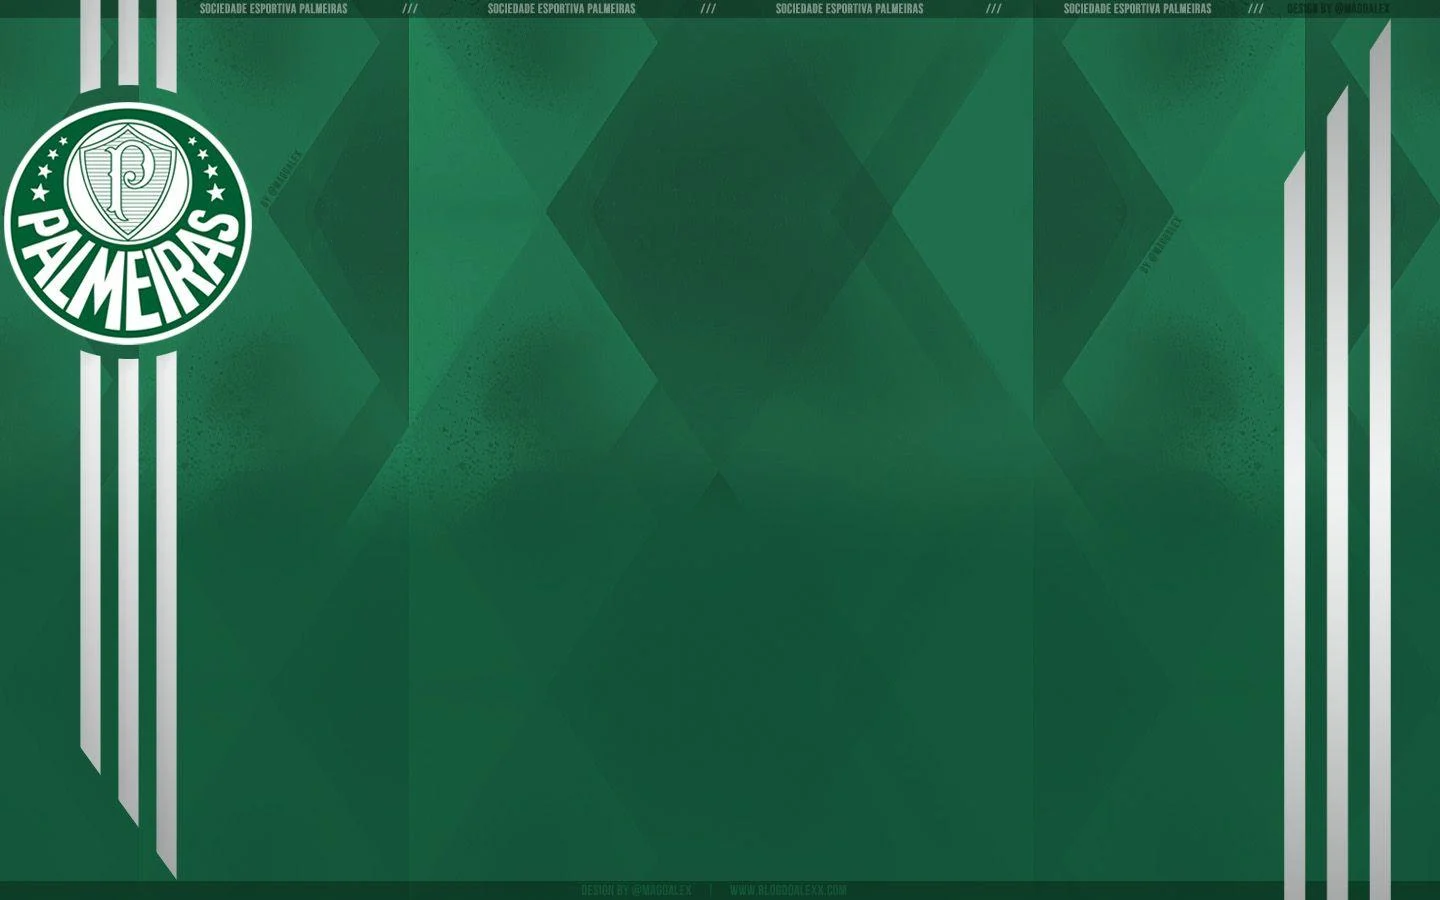 SOCIEDADE ESPORTIVA PALMEIRAS /// SOCIEDADE ESPORTIVA PALMEIRAS /// SOCIEDADE ESPORTIVA PALMEIRAS /// SOCIEDADE ESPORTIVA PALMEIRAS /// DESIGN BY @MAGOALEX
P
PALMEIRAS
BY @MAGOALEX
BY @MAGOALEX
DESIGN BY @MAGOALEX | WWW.BLOGDOALEXX.COM